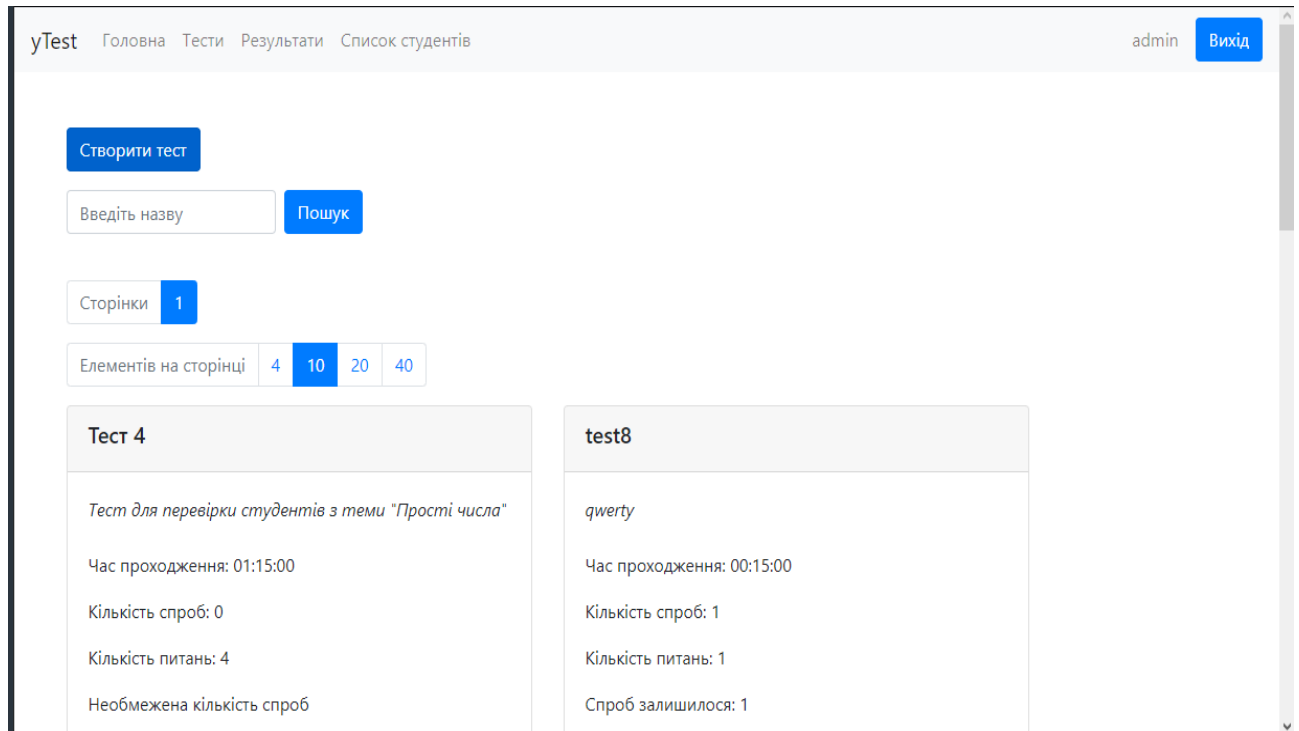 yTest Головна Тести Результати Список студентів admin Вихід
Створити тест
Введіть назву Пошук
Сторінки 1
Елементів на сторінці 4 10 20 40
Тест 4
Тест для перевірки студентів з теми "Прості числа"
Час проходження: 01:15:00
Кількість спроб: 0
Кількість питань: 4
Необмежена кількість спроб
test8
qwerty
Час проходження: 00:15:00
Кількість спроб: 1
Кількість питань: 1
Спроб залишилося: 1